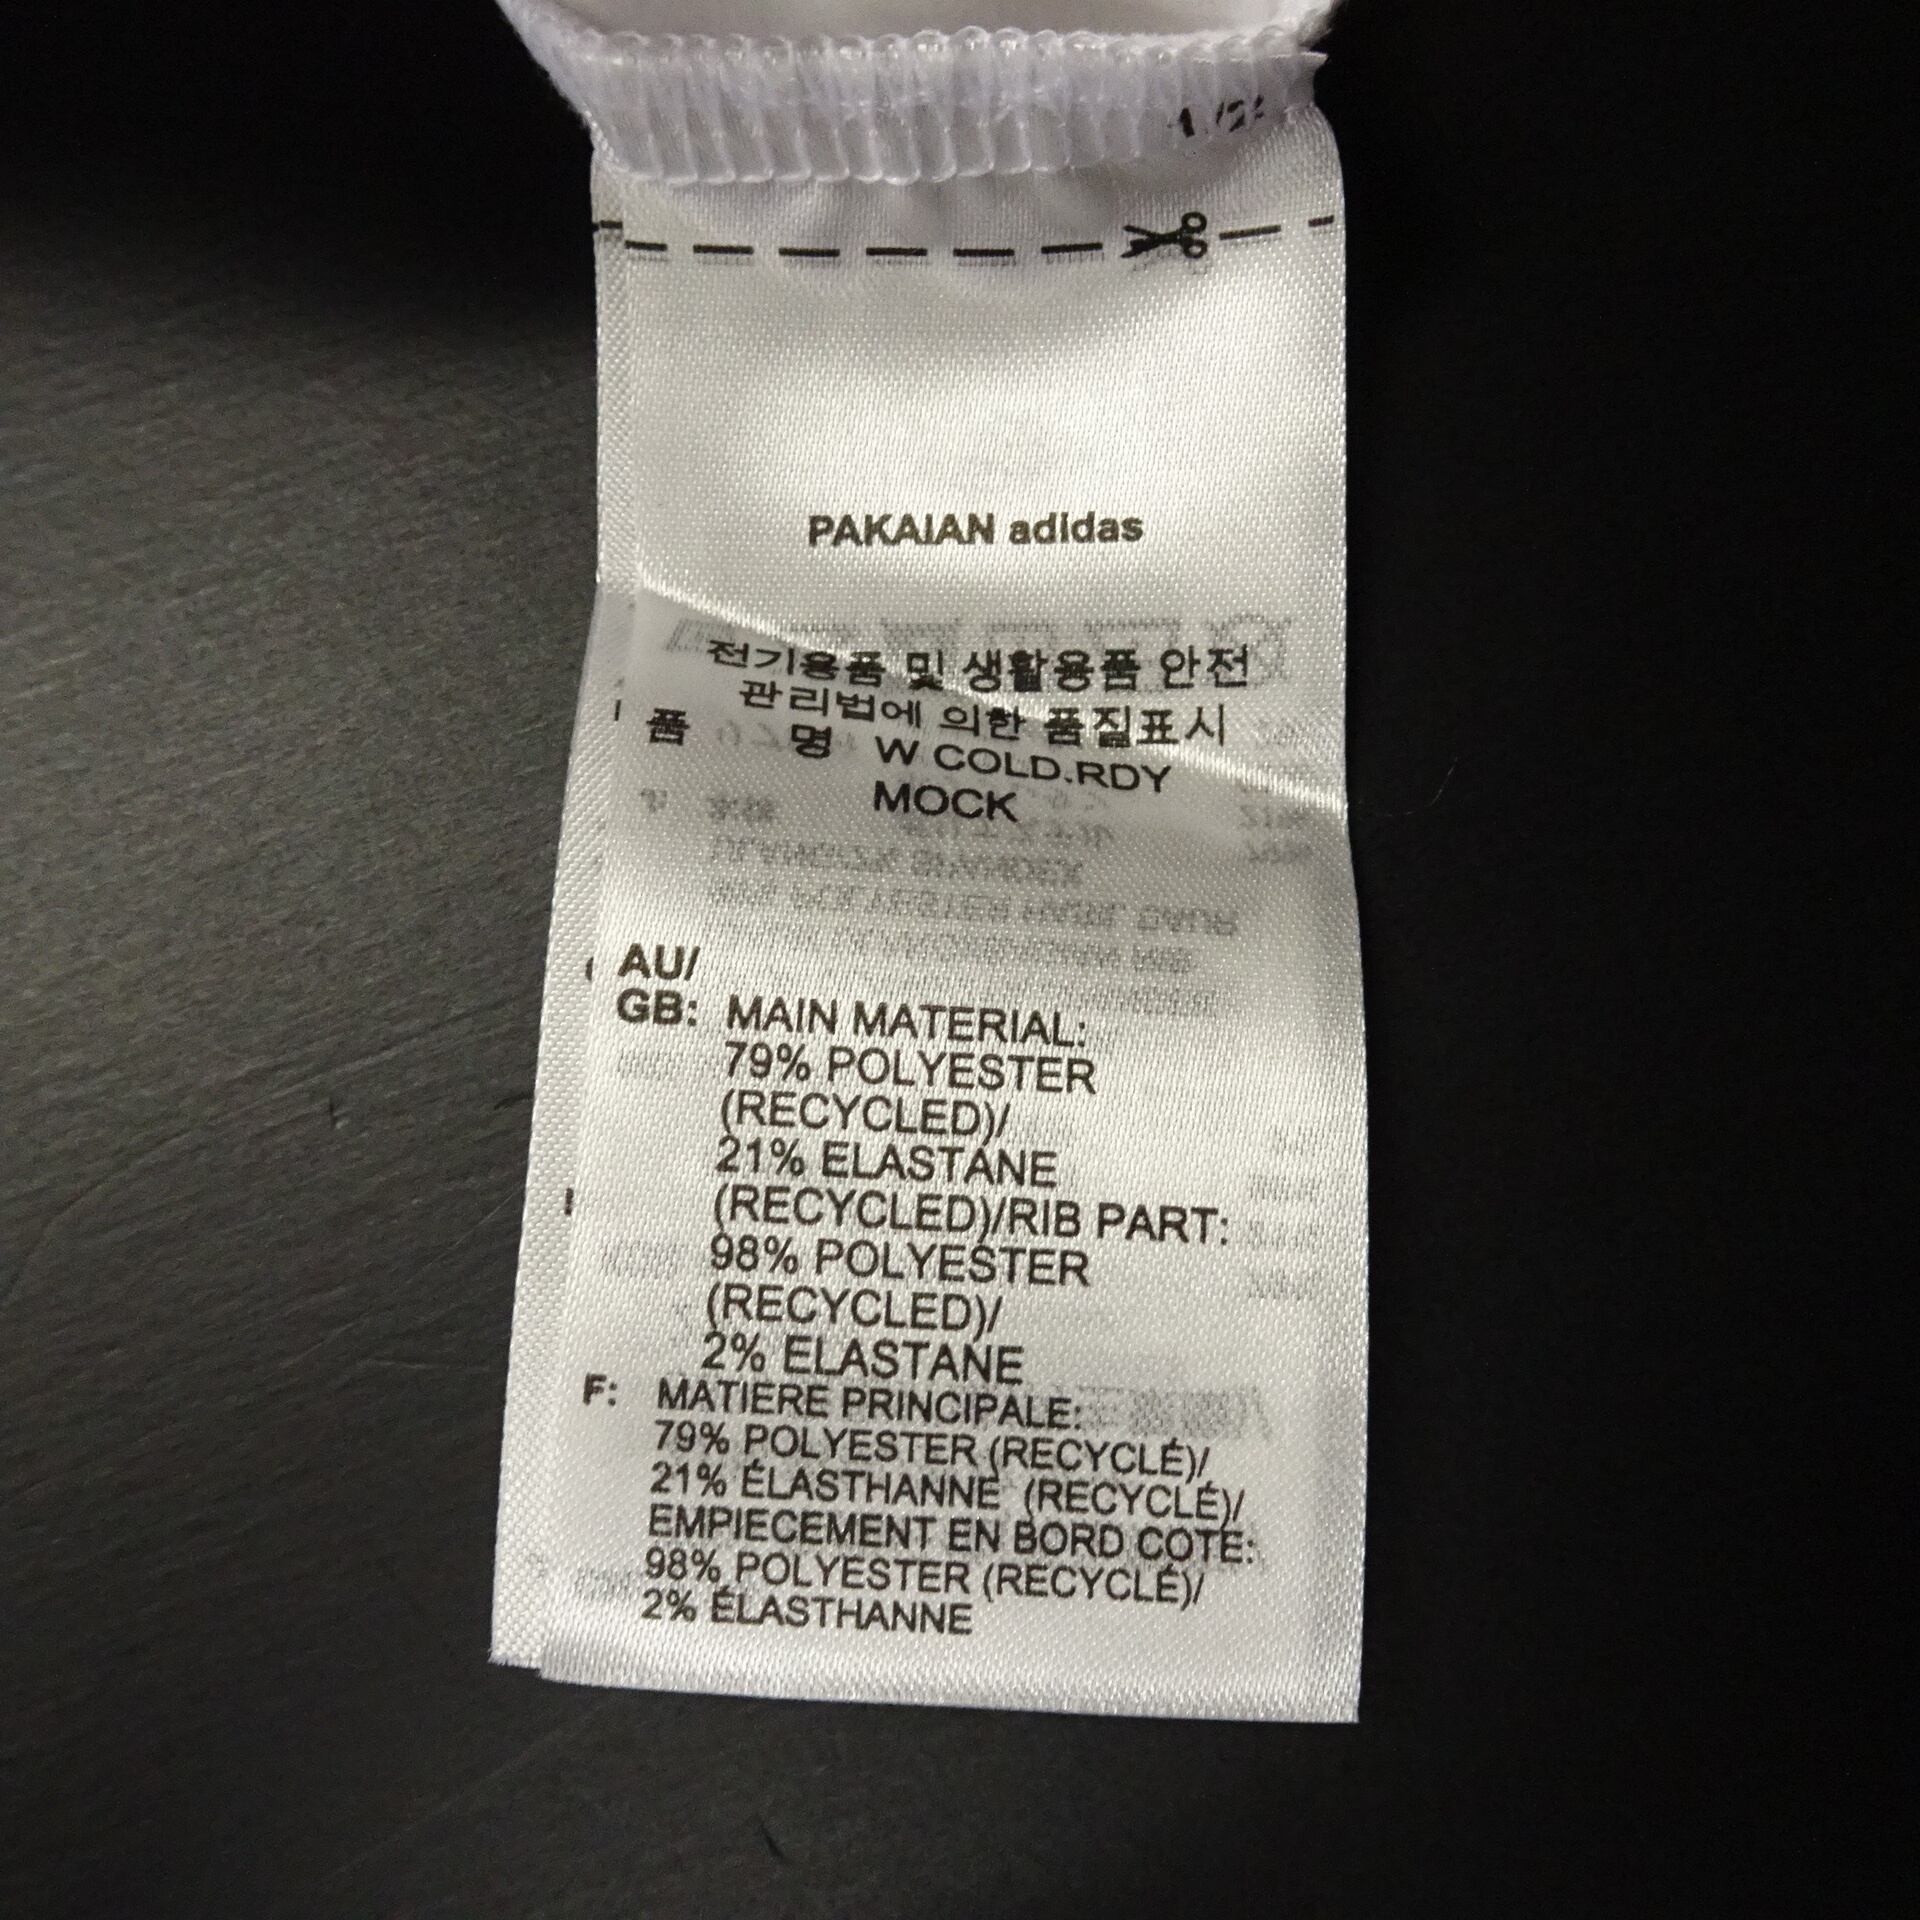 PAKAIAN adidas
전기용품 및 생활용품 안전
관리법에 의한 품질표시
품 명 W COLD.RDY
MOCK
AU/
GB: MAIN MATERIAL:
79% POLYESTER
(RECYCLED)/
21% ELASTANE
(RECYCLED)/RIB PART:
98% POLYESTER
(RECYCLED)/
2% ELASTANE
F: MATIERE PRINCIPALE:
79% POLYESTER (RECYCLÉ)/
21% ÉLASTHANNE (RECYCLÉ)/
EMPIECEMENT EN BORD COTE:
98% POLYESTER (RECYCLÉ)/
2% ÉLASTHANNE